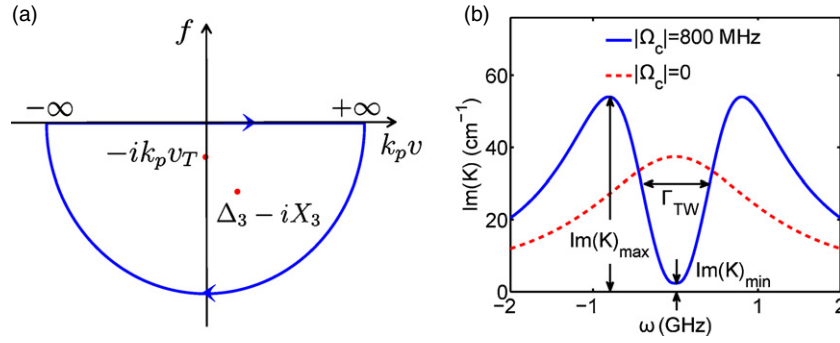 (a)
f
−∞
+∞
k_p v
−ik_p v_T
Δ_3 − iX_3
(b)
|Ω_c|=800 MHz
|Ω_c|=0
Im(K) (cm⁻¹)
60
40
20
0
Γ_TW
Im(K)_max
Im(K)_min
−2 −1 0 1 2
ω (GHz)